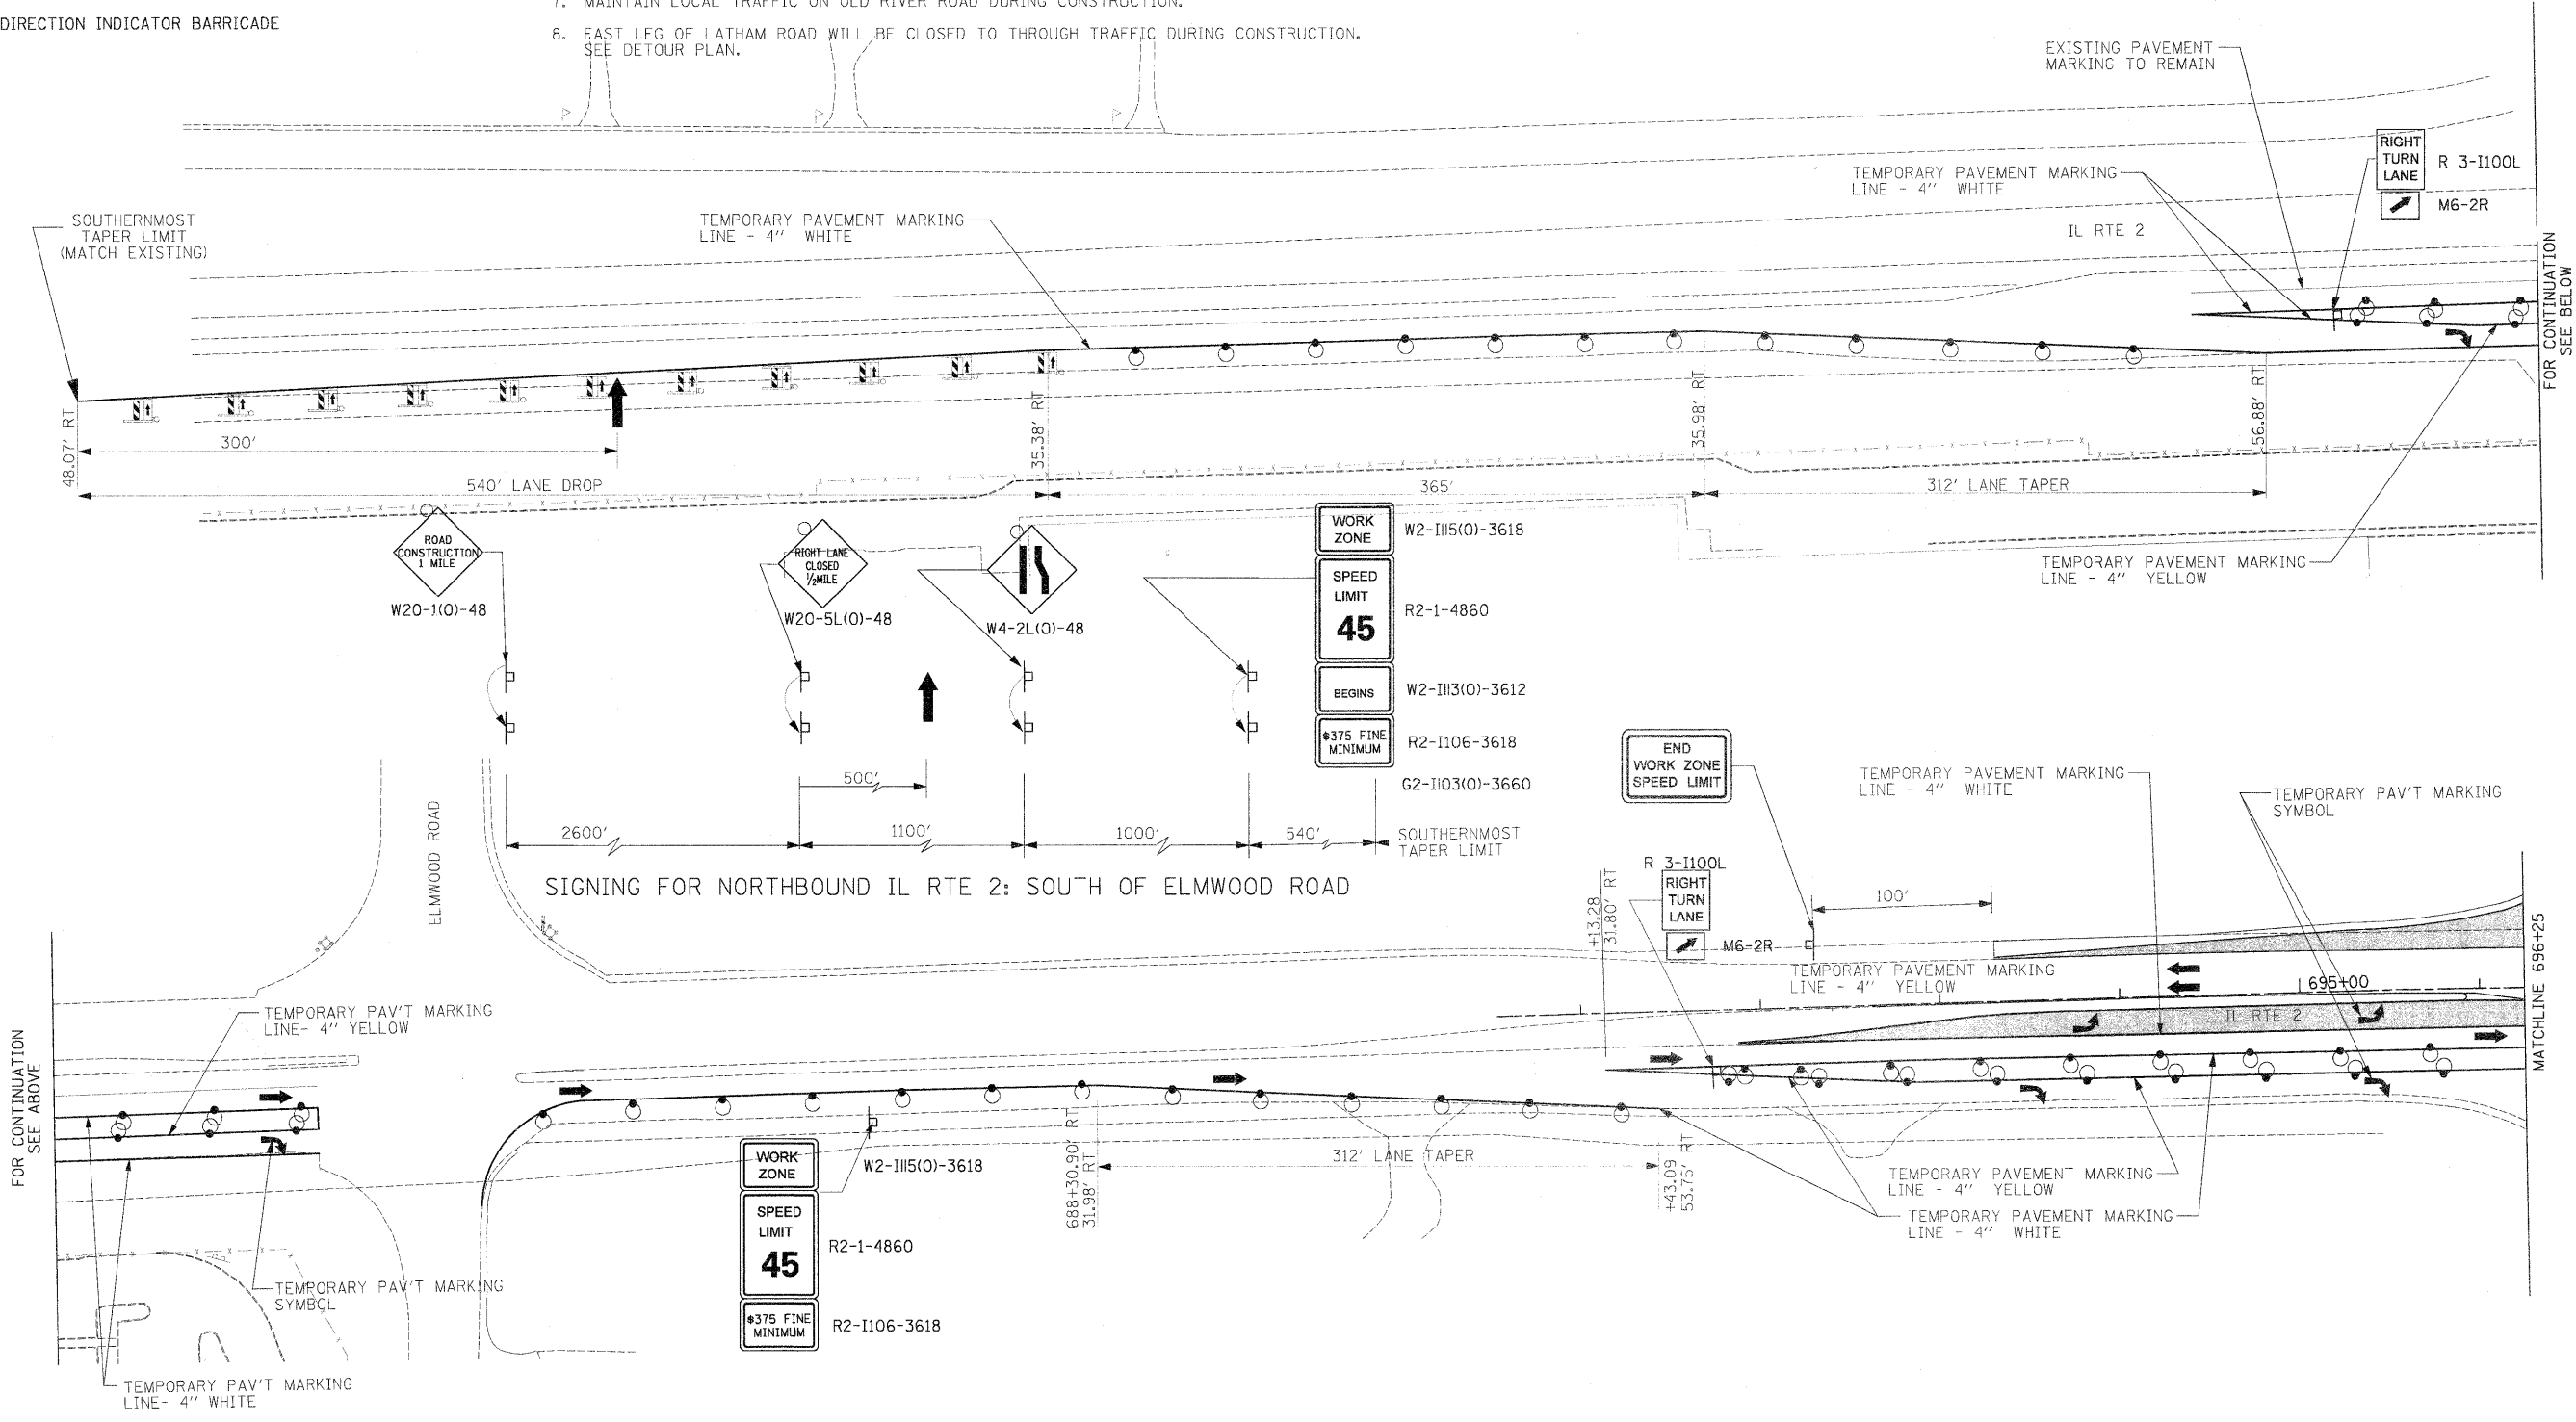 7. MAINTAIN LOCAL TRAFFIC ON OLD RIVER ROAD DURING CONSTRUCTION.
DIRECTION INDICATOR BARRICADE
8. EAST LEG OF LATHAM ROAD WILL BE CLOSED TO THROUGH TRAFFIC DURING CONSTRUCTION.
SEE DETOUR PLAN.
EXISTING PAVEMENT
MARKING TO REMAIN
RIGHT
TURN
LANE
R 3-I100L
M6-2R
TEMPORARY PAVEMENT MARKING
LINE - 4" WHITE
IL RTE 2
SOUTHERNMOST
TAPER LIMIT
(MATCH EXISTING)
TEMPORARY PAVEMENT MARKING
LINE - 4" WHITE
FOR CONTINUATION
SEE BELOW
48.07' RT
300'
35.38' RT
35.98' RT
56.88' RT
540' LANE DROP
365'
312' LANE TAPER
ROAD
CONSTRUCTION
1 MILE
W20-1(O)-48
RIGHT LANE
CLOSED
1/2MILE
W20-5L(O)-48
W4-2L(O)-48
WORK
ZONE
W2-I115(O)-3618
SPEED
LIMIT
45
R2-1-4860
BEGINS
W2-I113(O)-3612
$375 FINE
MINIMUM
R2-I106-3618
G2-I103(O)-3660
TEMPORARY PAVEMENT MARKING
LINE - 4" YELLOW
500'
2600'
1100'
1000'
540'
SOUTHERNMOST
TAPER LIMIT
ELMWOOD ROAD
SIGNING FOR NORTHBOUND IL RTE 2: SOUTH OF ELMWOOD ROAD
END
WORK ZONE
SPEED LIMIT
TEMPORARY PAVEMENT MARKING
LINE - 4" WHITE
TEMPORARY PAV'T MARKING
SYMBOL
R 3-I100L
RIGHT
TURN
LANE
M6-2R
+13.28
31.80' RT
100'
TEMPORARY PAVEMENT MARKING
LINE - 4" YELLOW
695+00
IL RTE 2
MATCHLINE 696+25
FOR CONTINUATION
SEE ABOVE
TEMPORARY PAV'T MARKING
LINE- 4" YELLOW
WORK
ZONE
W2-I115(O)-3618
SPEED
LIMIT
45
R2-1-4860
$375 FINE
MINIMUM
R2-I106-3618
688+30.90'
31.98' RT
312' LANE TAPER
+43.09
53.75' RT
TEMPORARY PAVEMENT MARKING
LINE - 4" YELLOW
TEMPORARY PAVEMENT MARKING
LINE - 4" WHITE
TEMPORARY PAV'T MARKING
SYMBOL
TEMPORARY PAV'T MARKING
LINE- 4" WHITE